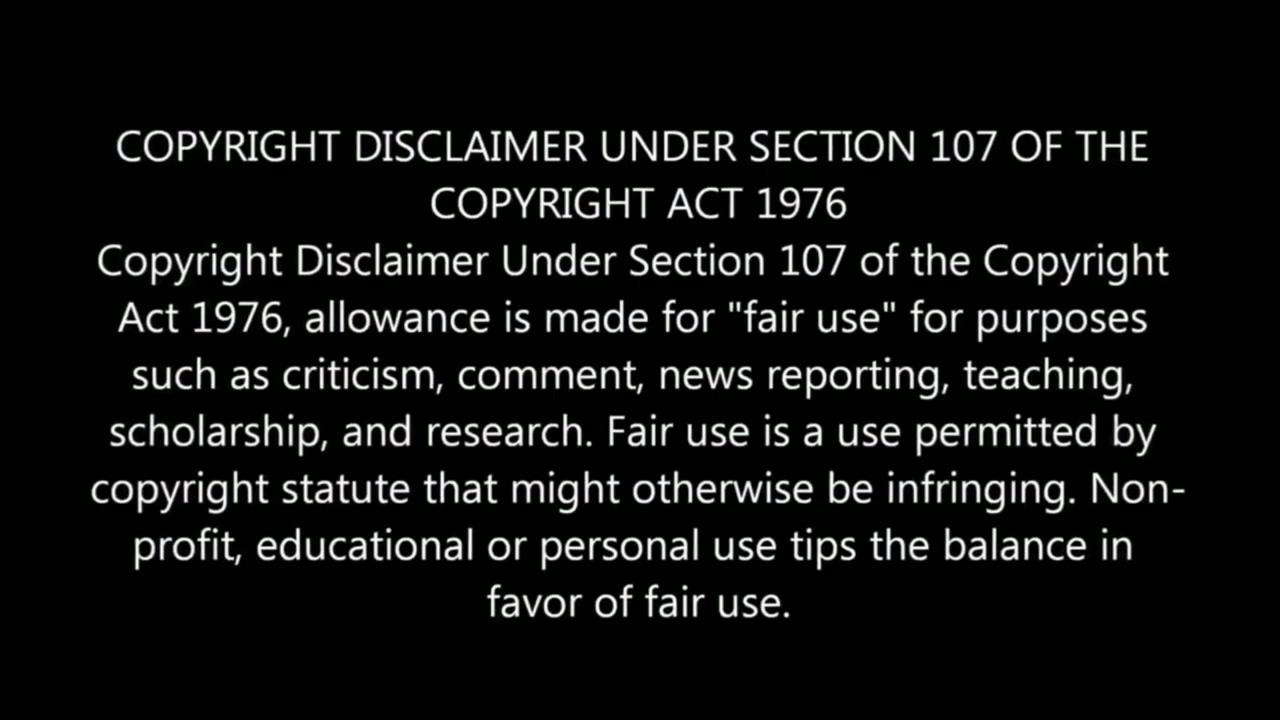 COPYRIGHT DISCLAIMER UNDER SECTION 107 OF THE
COPYRIGHT ACT 1976
Copyright Disclaimer Under Section 107 of the Copyright
Act 1976, allowance is made for "fair use" for purposes
such as criticism, comment, news reporting, teaching,
scholarship, and research. Fair use is a use permitted by
copyright statute that might otherwise be infringing. Non-
profit, educational or personal use tips the balance in
favor of fair use.